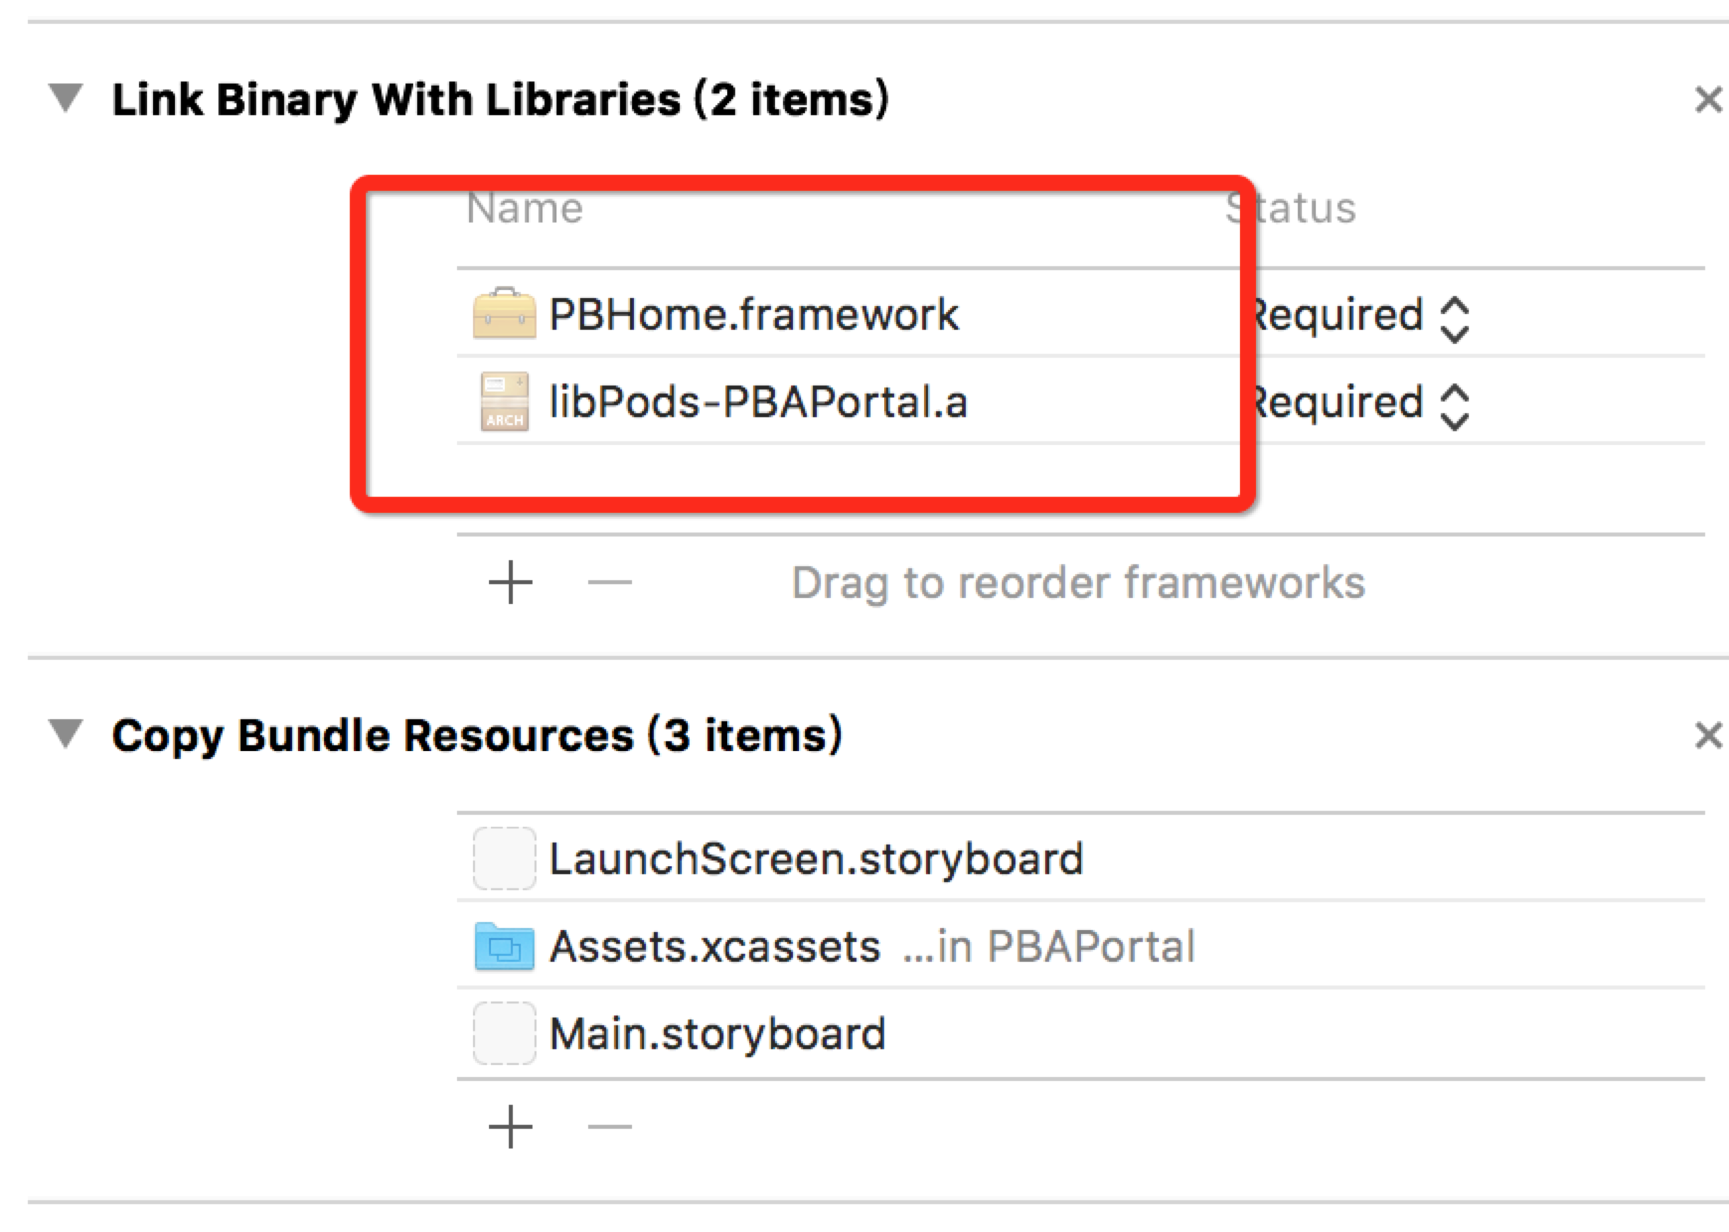 Link Binary With Libraries (2 items)
Name Status
PBHome.framework Required
ARCH libPods-PBAPortal.a Required
Drag to reorder frameworks
Copy Bundle Resources (3 items)
LaunchScreen.storyboard
Assets.xcassets ...in PBAPortal
Main.storyboard